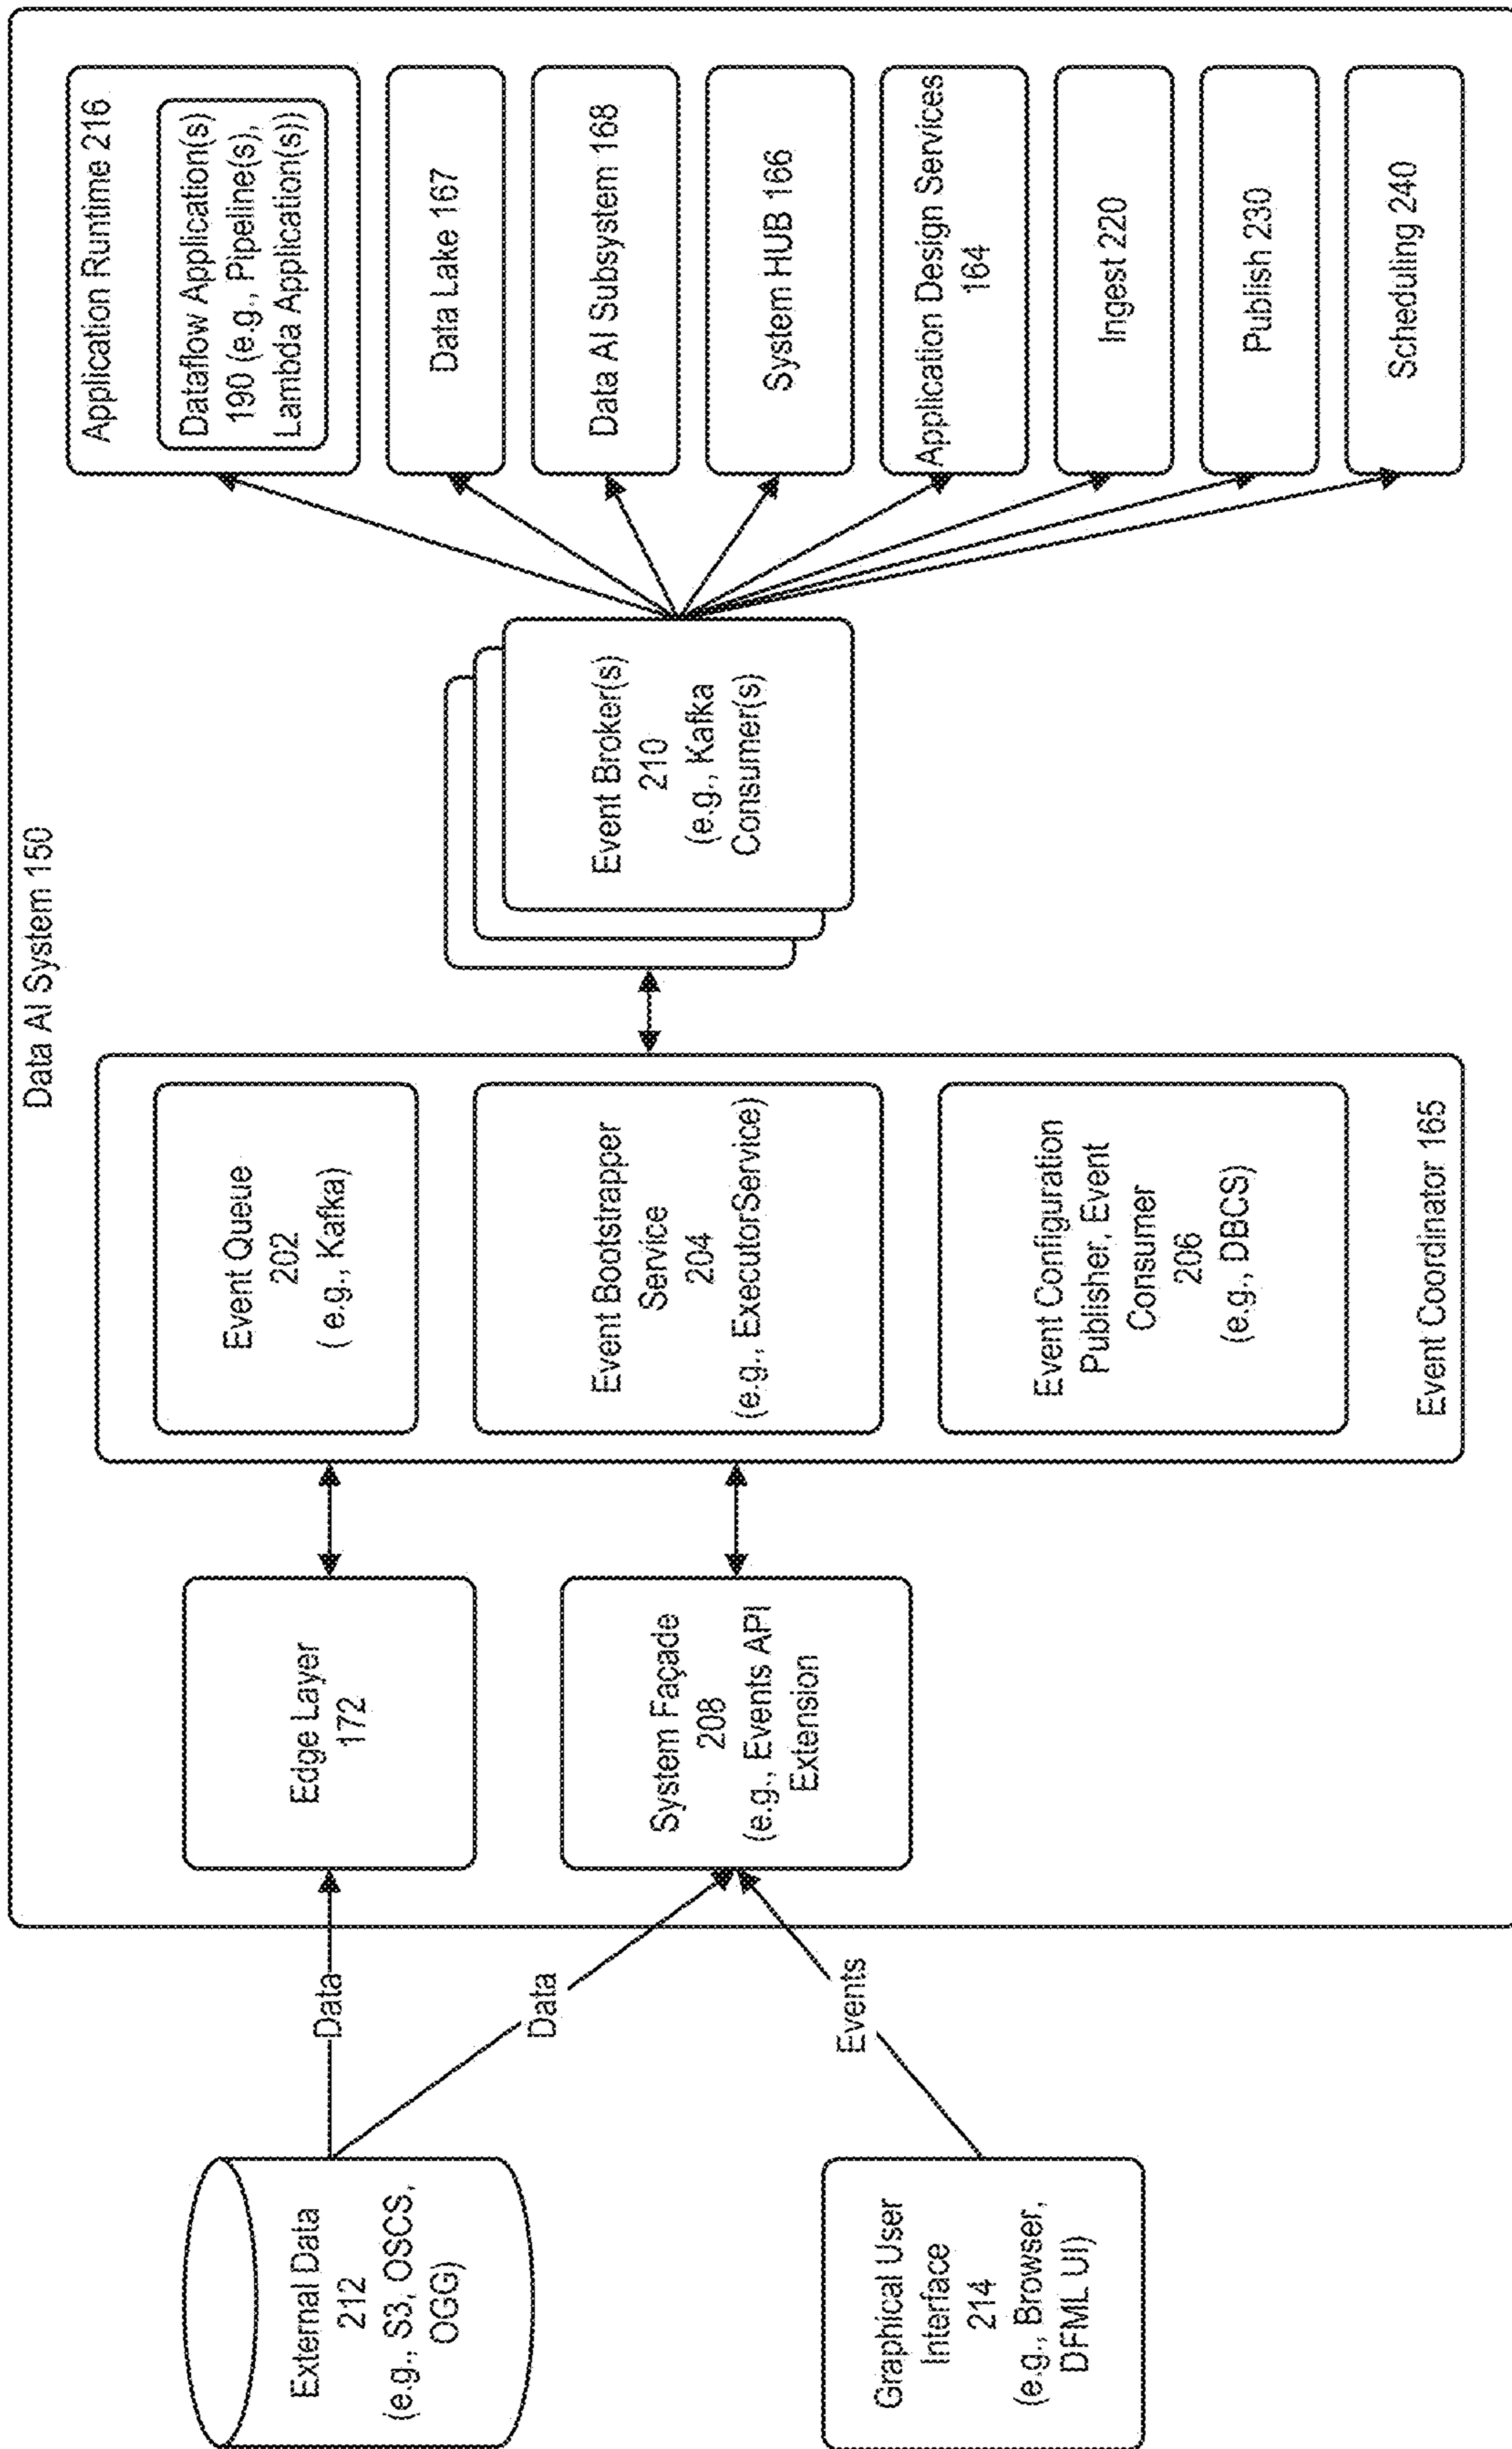 Data AI System 150
External Data
212
(e.g., S3, OSCS,
OGG)
Graphical User
Interface
214
(e.g., Browser,
DFML UI)
Data
Data
Events
Edge Layer
172
System Façade
208
(e.g., Events API
Extension
Event Queue
202
( e.g., Kafka)
Event Bootstrapper
Service
204
(e.g., ExecutorService)
Event Configuration
Publisher, Event
Consumer
206
(e.g., DBCS)
Event Coordinator 165
Event Broker(s)
210
(e.g., Kafka
Consumer(s)
Application Runtime 216
Dataflow Application(s)
190 (e.g., Pipeline(s),
Lambda Application(s))
Data Lake 167
Data AI Subsystem 168
System HUB 166
Application Design Services
164
Ingest 220
Publish 230
Scheduling 240